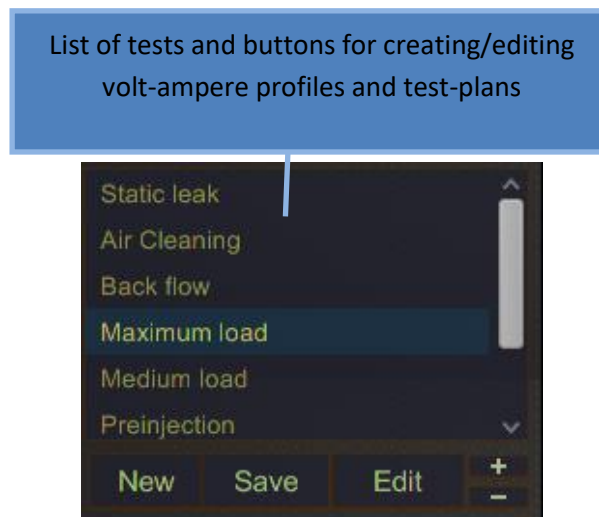 List of tests and buttons for creating/editing
volt-ampere profiles and test-plans
Static leak
Air Cleaning
Back flow
Maximum load
Medium load
Preinjection
New Save Edit +
−